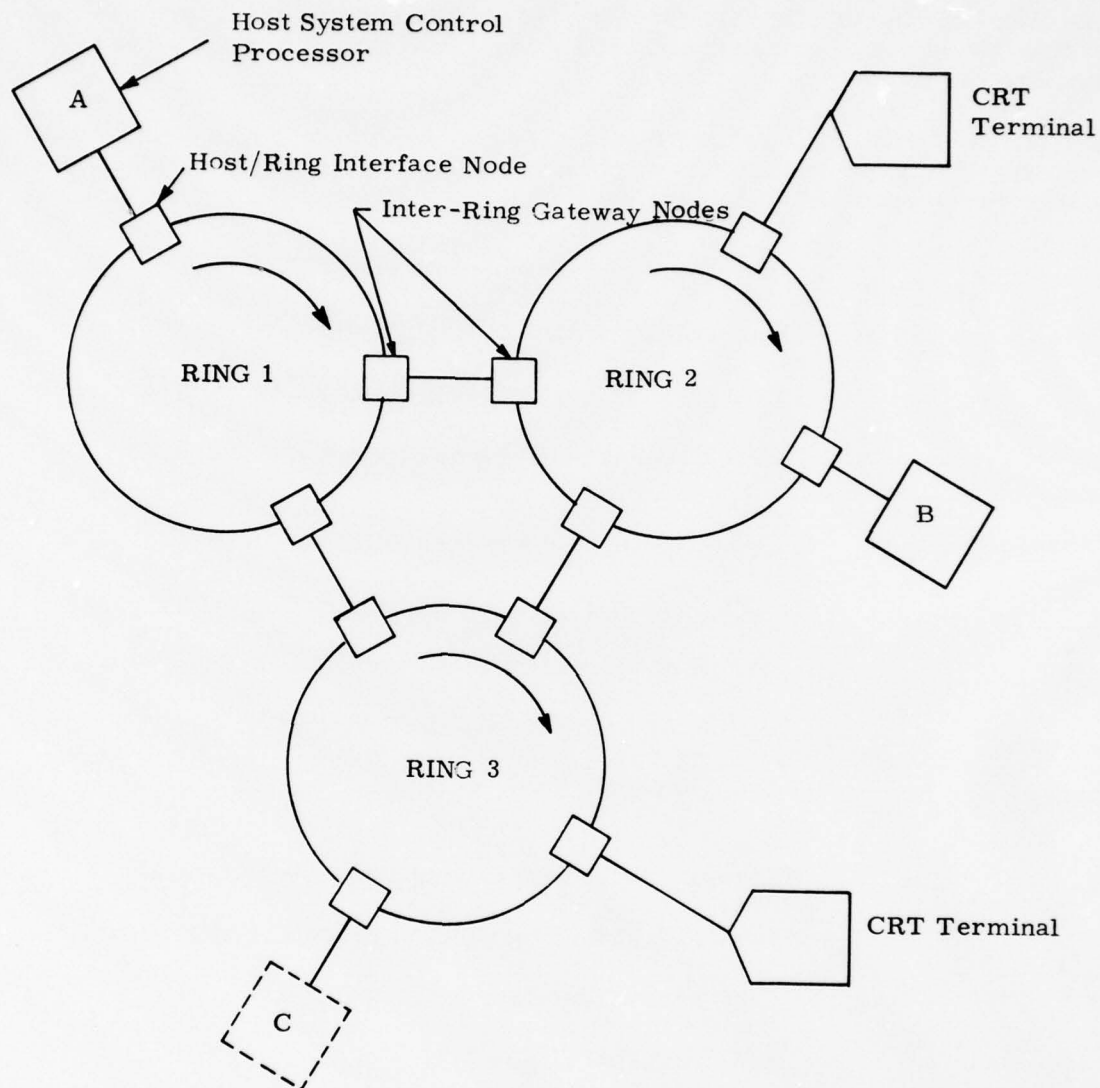 Host System Control
Processor
A
CRT
Terminal
Host/Ring Interface Node
Inter-Ring Gateway Nodes
RING 1
RING 2
B
RING 3
CRT Terminal
C